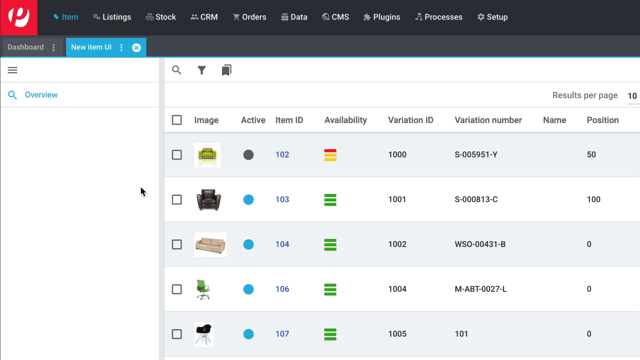 Item Listings Stock CRM Orders Data CMS Plugins Processes Setup
Dashboard New item UI
Overview
Results per page 10
Image Active Item ID Availability Variation ID Variation number Name Position
102 1000 S-005951-Y 50
103 1001 S-000813-C 100
104 1002 WSO-00431-B 0
106 1004 M-ABT-0027-L 0
107 1005 101 0